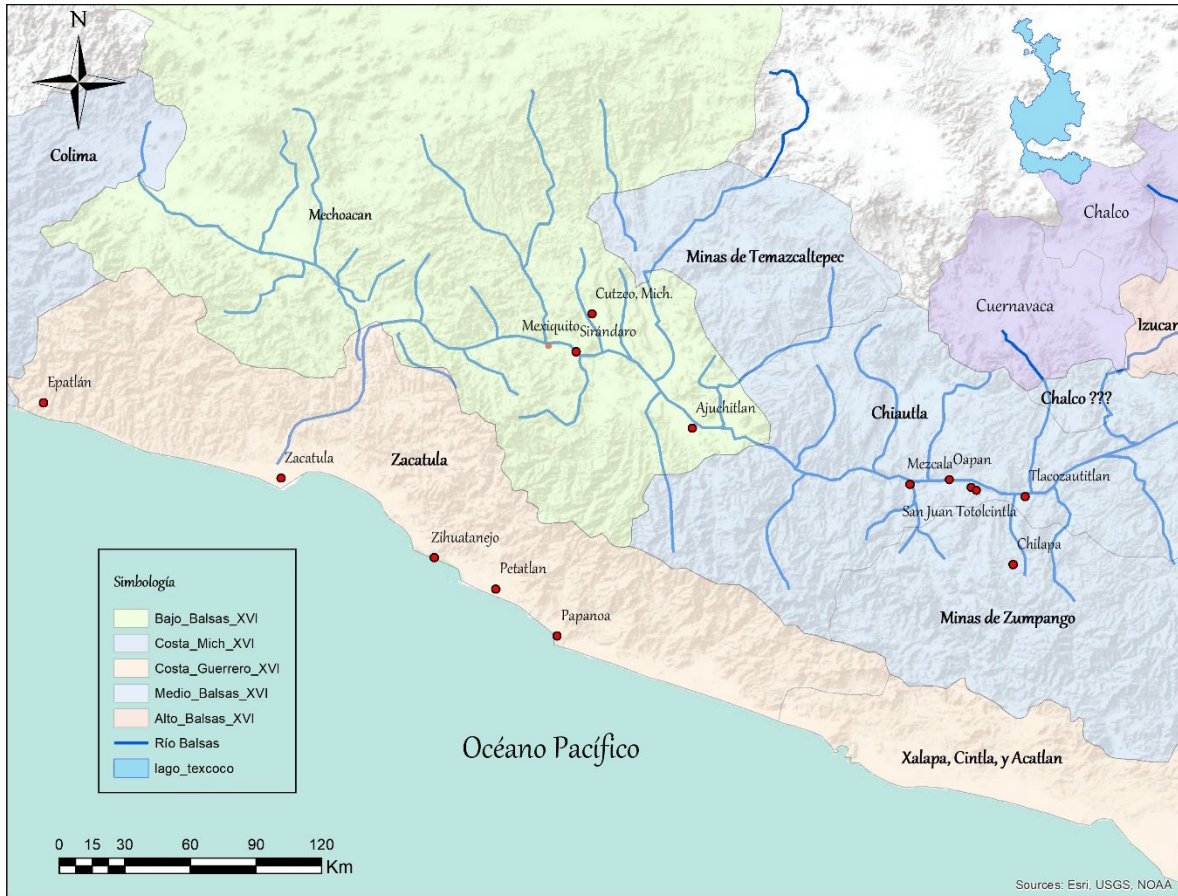 N
Colima
Mechoacan
Minas de Temazcaltepec
Chalco
Cuernavaca
Izucar
Cutzeo, Mich.
Mexiquito
Sirándaro
Epatlán
Chalco ???
Ajuchitlan
Chiautla
Zacatula
Zacatula
Mezcala
Oapan
Tlacozautitlan
San Juan Totolcintla
Zihuatanejo
Chilapa
Petatlan
Papanoa
Minas de Zumpango
Océano Pacífico
Xalapa, Cintla, y Acatlan
Simbología
Bajo_Balsas_XVI
Costa_Mich_XVI
Costa_Guerrero_XVI
Medio_Balsas_XVI
Alto_Balsas_XVI
Río Balsas
lago_texcoco
0 15 30 60 90 120
Km
Sources: Esri, USGS, NOAA